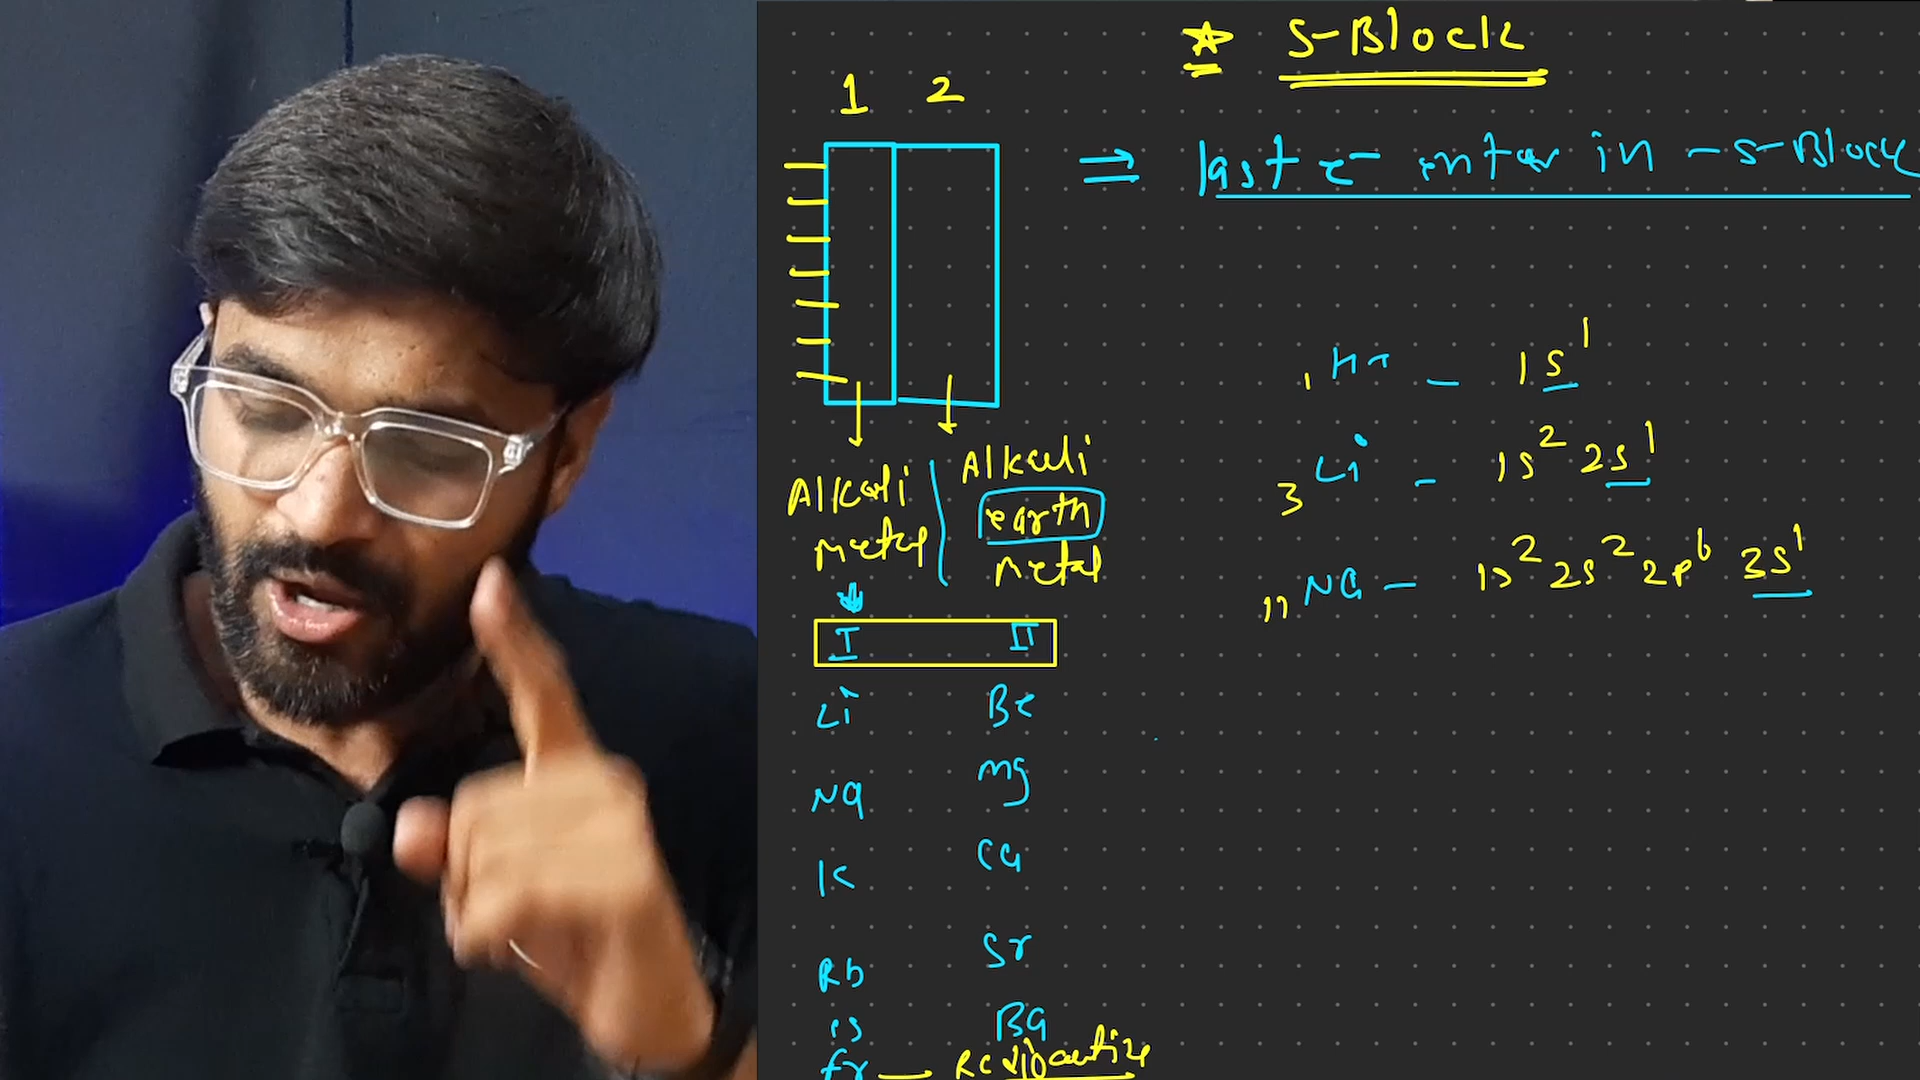 ☆ S-Block
1 2
⇒ last e⁻ enter in - s-Block
Alkali metal | Alkali earth metal
I II
Li Be
Na Mg
K Ca
Rb Sr
Cs Ba
Fr — Radioactive
₁H - 1s¹
₃Li - 1s² 2s¹
₁₁Na - 1s² 2s² 2p⁶ 3s¹